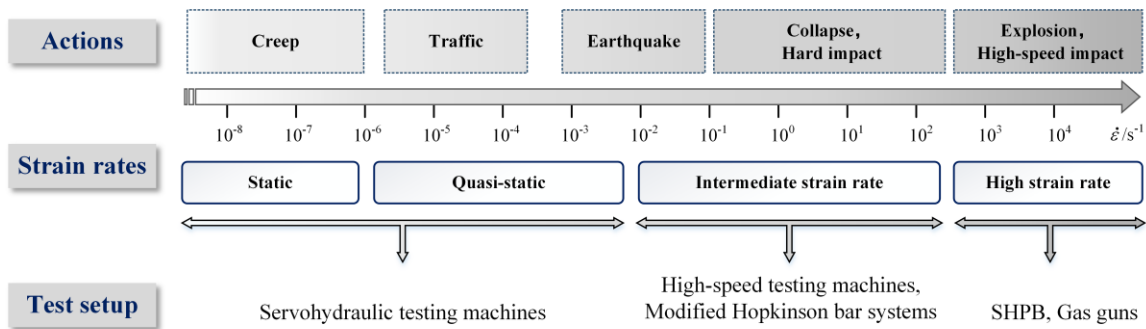 Actions
Creep
Traffic
Earthquake
Collapse,
Hard impact
Explosion,
High-speed impact
10⁻⁸ 10⁻⁷ 10⁻⁶ 10⁻⁵ 10⁻⁴ 10⁻³ 10⁻² 10⁻¹ 10⁰ 10¹ 10² 10³ 10⁴ ε̇/s⁻¹
Strain rates
Static
Quasi-static
Intermediate strain rate
High strain rate
Test setup
Servohydraulic testing machines
High-speed testing machines,
Modified Hopkinson bar systems
SHPB, Gas guns